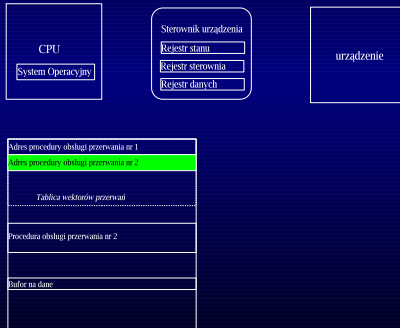 CPU
System Operacyjny
Sterownik urządzenia
Rejestr stanu
Rejestr sterownia
Rejestr danych
urządzenie
Adres procedury obsługi przerwania nr 1
Adres procedury obsługi przerwania nr 2
Tablica wektorów przerwań
Procedura obsługi przerwania nr 2
Bufor na dane